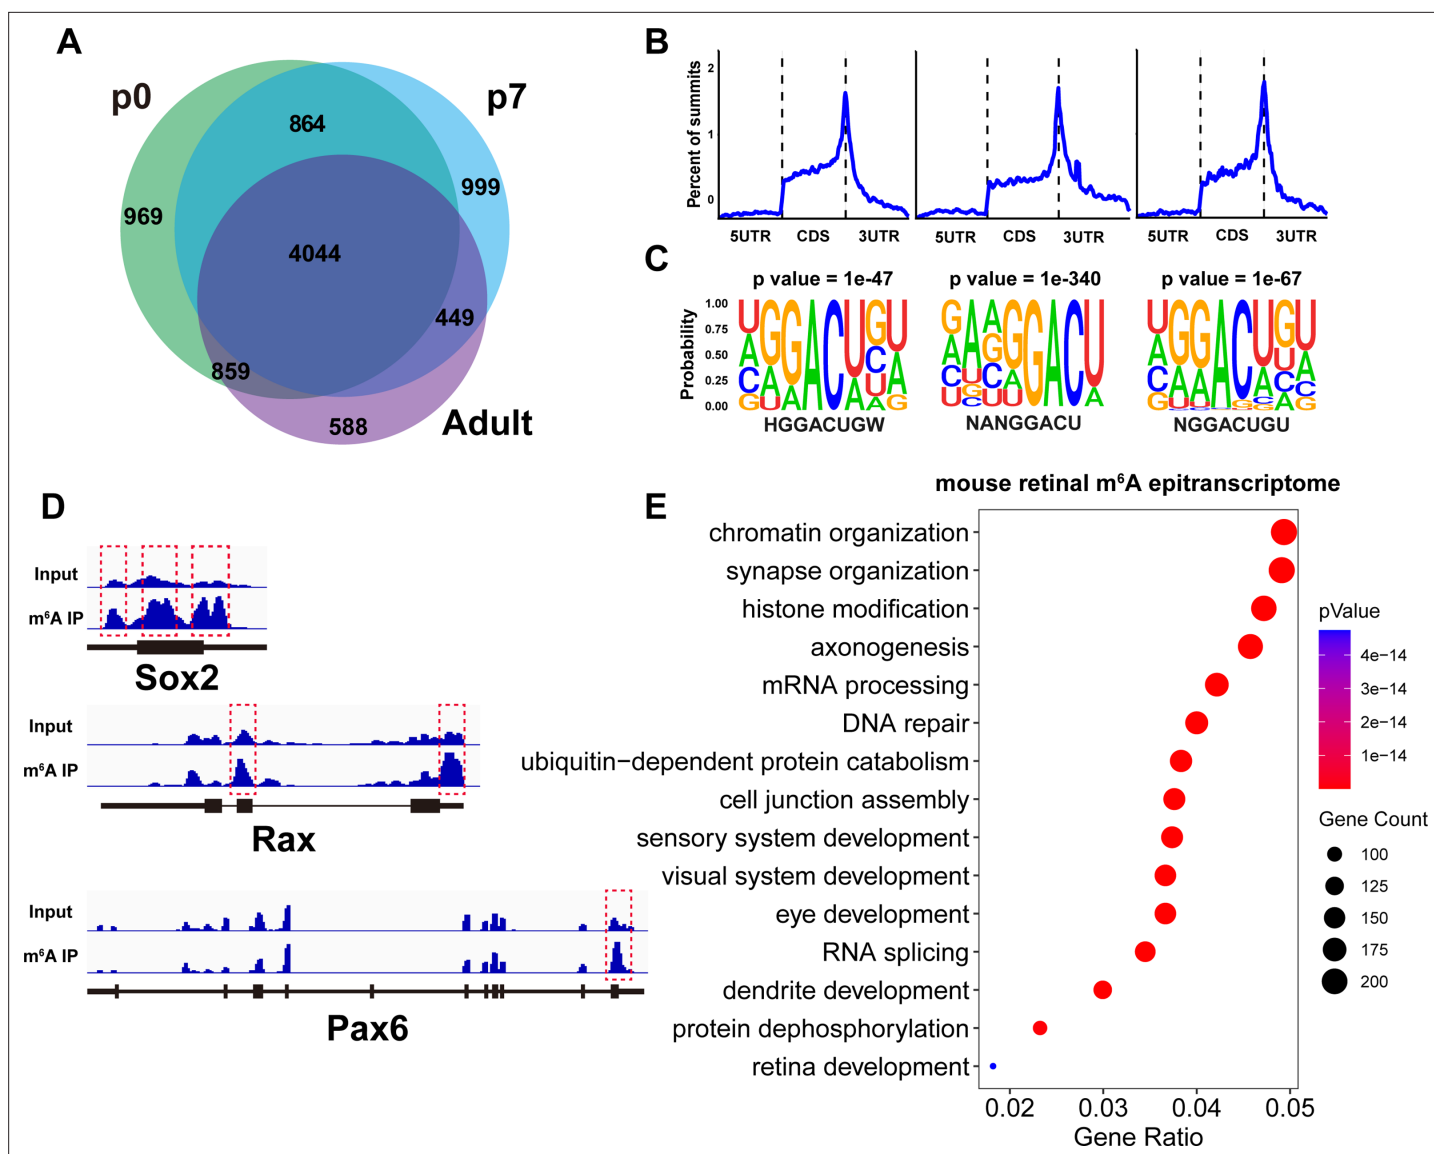 A
p0
p7
864
999
969
4044
449
859
588
Adult
B
Percent of summits
2
1
0
5UTR CDS 3UTR
5UTR CDS 3UTR
5UTR CDS 3UTR
C
p value = 1e-47
p value = 1e-340
p value = 1e-67
Probability
1.00
0.75
0.50
0.25
0.00
HGGACUGW
NANGGACU
NGGACUGU
D
Input
m⁶A IP
Sox2
Input
m⁶A IP
Rax
Input
m⁶A IP
Pax6
E
mouse retinal m⁶A epitranscriptome
chromatin organization
synapse organization
histone modification
axonogenesis
mRNA processing
DNA repair
ubiquitin−dependent protein catabolism
cell junction assembly
sensory system development
visual system development
eye development
RNA splicing
dendrite development
protein dephosphorylation
retina development
0.02 0.03 0.04 0.05
Gene Ratio
pValue
4e−14
3e−14
2e−14
1e−14
Gene Count
100
125
150
175
200